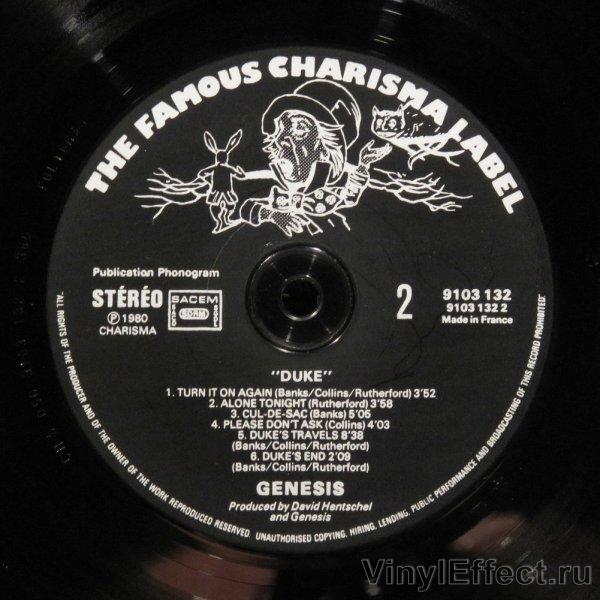 THE FAMOUS CHARISMA LABEL
Publication Phonogram
STÉRÉO
℗ 1980
CHARISMA
SACEM
SACD
SDRM
SGDL
2
9103 132
9103 132 2
Made in France
"DUKE"
1. TURN IT ON AGAIN (Banks/Collins/Rutherford) 3'52
2. ALONE TONIGHT (Rutherford) 3'58
3. CUL-DE-SAC (Banks) 5'05
4. PLEASE DON'T ASK (Collins) 4'03
5. DUKE'S TRAVELS 8'38
(Banks/Collins/Rutherford)
6. DUKE'S END 2'09
(Banks/Collins/Rutherford)
GENESIS
Produced by David Hentschel
and Genesis
"ALL RIGHTS OF THE PRODUCER AND OF THE OWNER OF THE WORK REPRODUCED RESERVED. UNAUTHORISED COPYING, HIRING, LENDING, PUBLIC PERFORMANCE AND BROADCASTING OF THIS RECORD PROHIBITED."
VinylEffect.ru